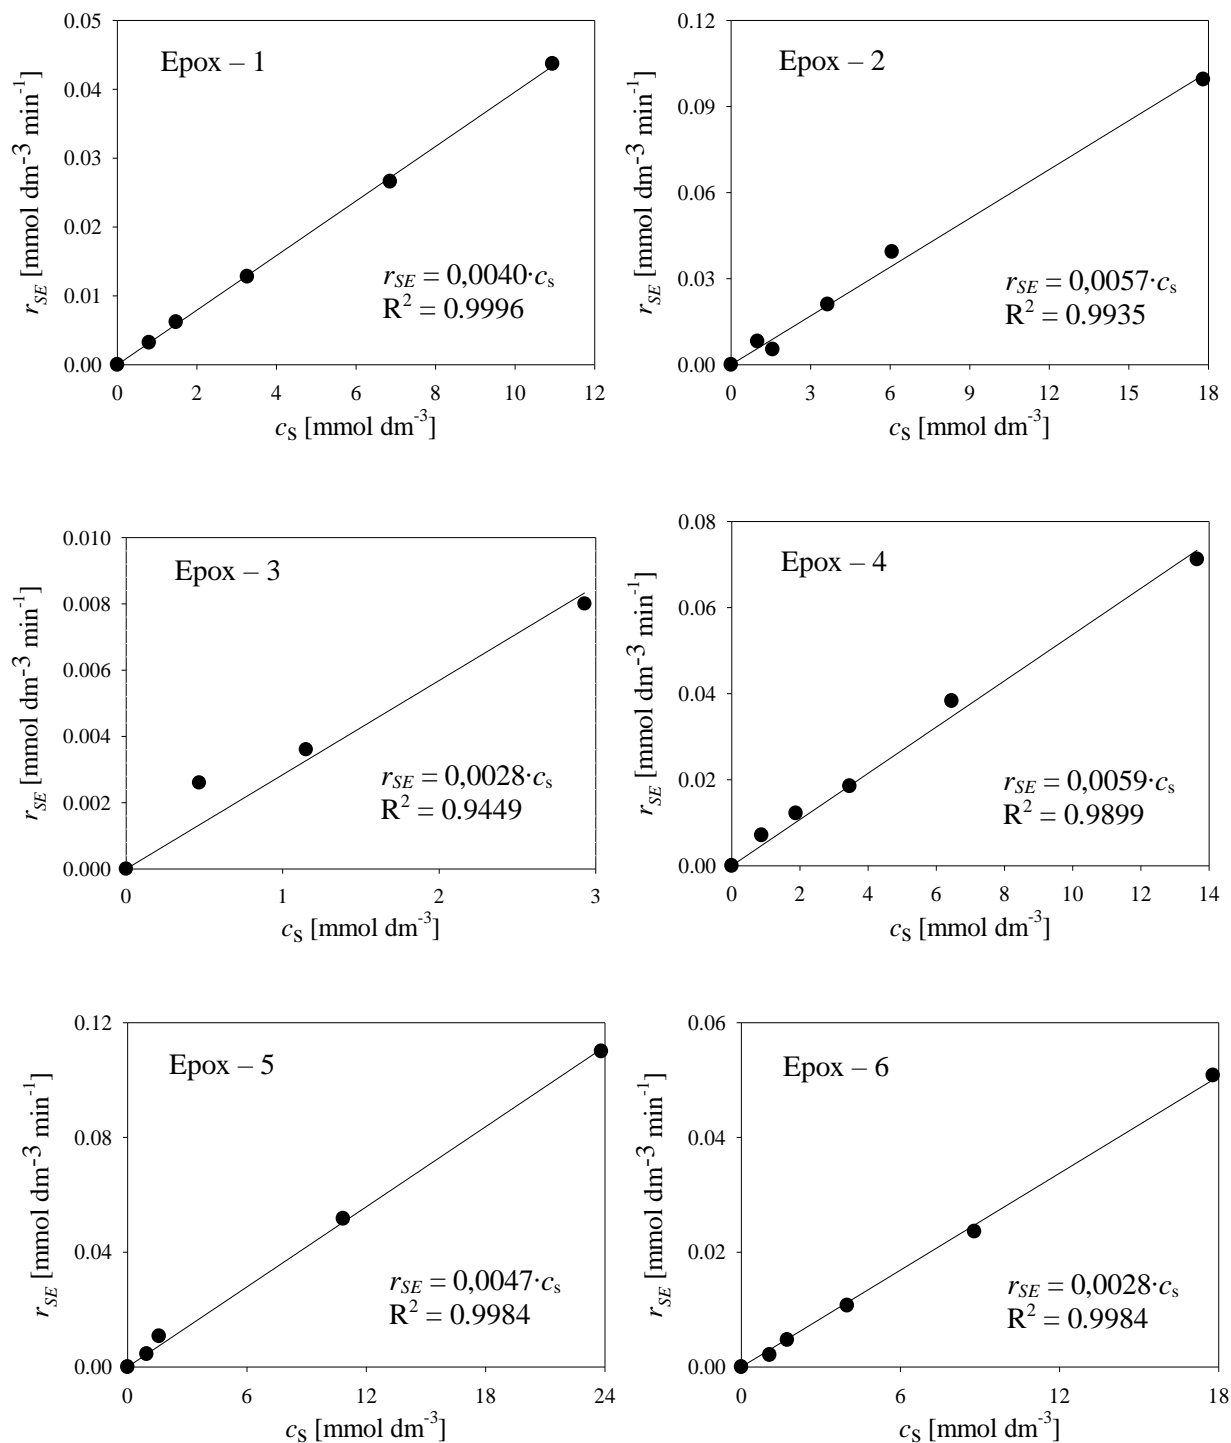 Epox – 1
r_SE [mmol dm⁻³ min⁻¹]
0.05
0.04
0.03
0.02
0.01
0.00
r_SE = 0,0040·c_s
R² = 0.9996
0 2 4 6 8 10 12
c_S [mmol dm⁻³]
Epox – 2
r_SE [mmol dm⁻³ min⁻¹]
0.12
0.09
0.06
0.03
0.00
r_SE = 0,0057·c_s
R² = 0.9935
0 3 6 9 12 15 18
c_S [mmol dm⁻³]
Epox – 3
r_SE [mmol dm⁻³ min⁻¹]
0.010
0.008
0.006
0.004
0.002
0.000
r_SE = 0,0028·c_s
R² = 0.9449
0 1 2 3
c_S [mmol dm⁻³]
Epox – 4
r_SE [mmol dm⁻³ min⁻¹]
0.08
0.06
0.04
0.02
0.00
r_SE = 0,0059·c_s
R² = 0.9899
0 2 4 6 8 10 12 14
c_S [mmol dm⁻³]
Epox – 5
r_SE [mmol dm⁻³ min⁻¹]
0.12
0.08
0.04
0.00
r_SE = 0,0047·c_s
R² = 0.9984
0 6 12 18 24
c_S [mmol dm⁻³]
Epox – 6
r_SE [mmol dm⁻³ min⁻¹]
0.06
0.04
0.02
0.00
r_SE = 0,0028·c_s
R² = 0.9984
0 6 12 18
c_S [mmol dm⁻³]